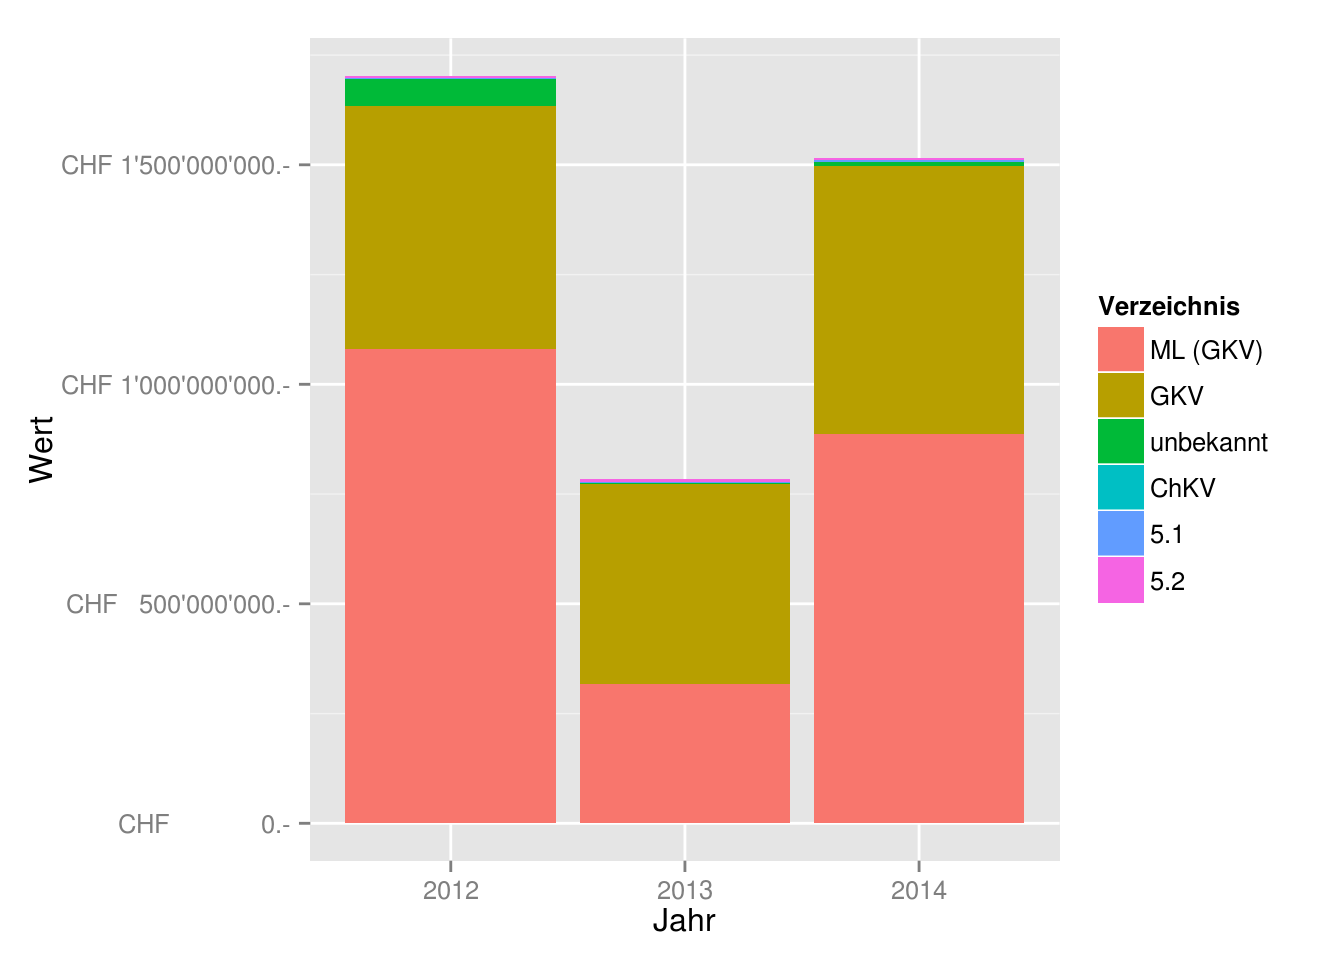 CHF 1'500'000'000.-
CHF 1'000'000'000.-
CHF 500'000'000.-
CHF 0.-
Wert
2012 2013 2014
Jahr
Verzeichnis
ML (GKV)
GKV
unbekannt
ChKV
5.1
5.2